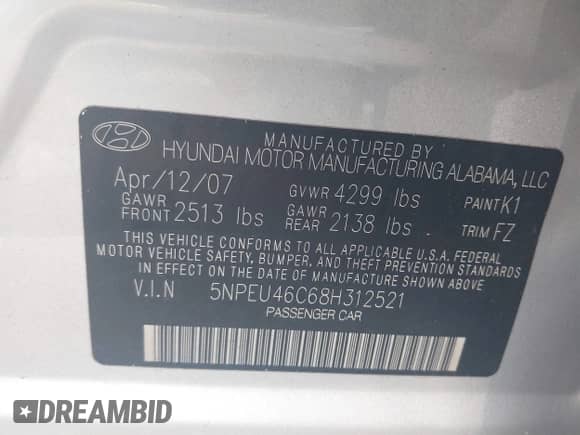 MANUFACTURED BY
HYUNDAI MOTOR MANUFACTURING ALABAMA, LLC
Apr/12/07 GVWR 4299 lbs PAINT K1
GAWR FRONT 2513 lbs GAWR REAR 2138 lbs TRIM FZ
THIS VEHICLE CONFORMS TO ALL APPLICABLE U.S.A. FEDERAL
MOTOR VEHICLE SAFETY, BUMPER, AND THEFT PREVENTION
STANDARDS IN EFFECT ON THE DATE OF MANUFACTURE SHOWN ABOVE
V.I.N 5NPEU46C68H312521
PASSENGER CAR
DREAMBID